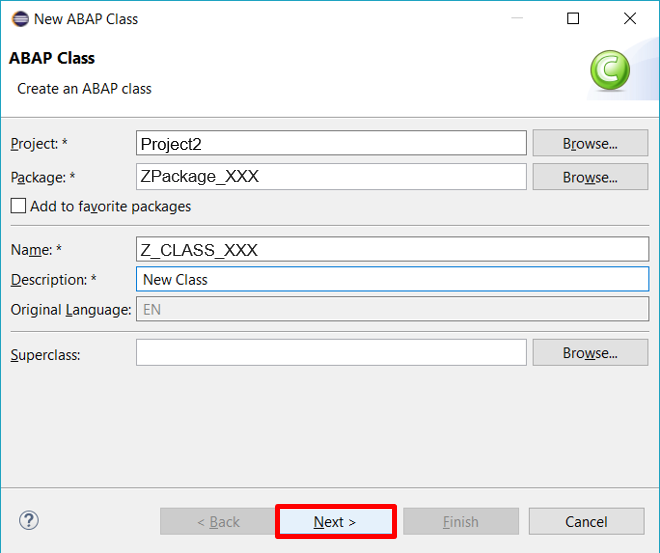 New ABAP Class
ABAP Class
Create an ABAP class
Project: * Project2 Browse...
Package: * ZPackage_XXX Browse...
Add to favorite packages
Name: * Z_CLASS_XXX
Description: * New Class
Original Language: EN
Superclass: Browse...
? < Back Next > Finish Cancel